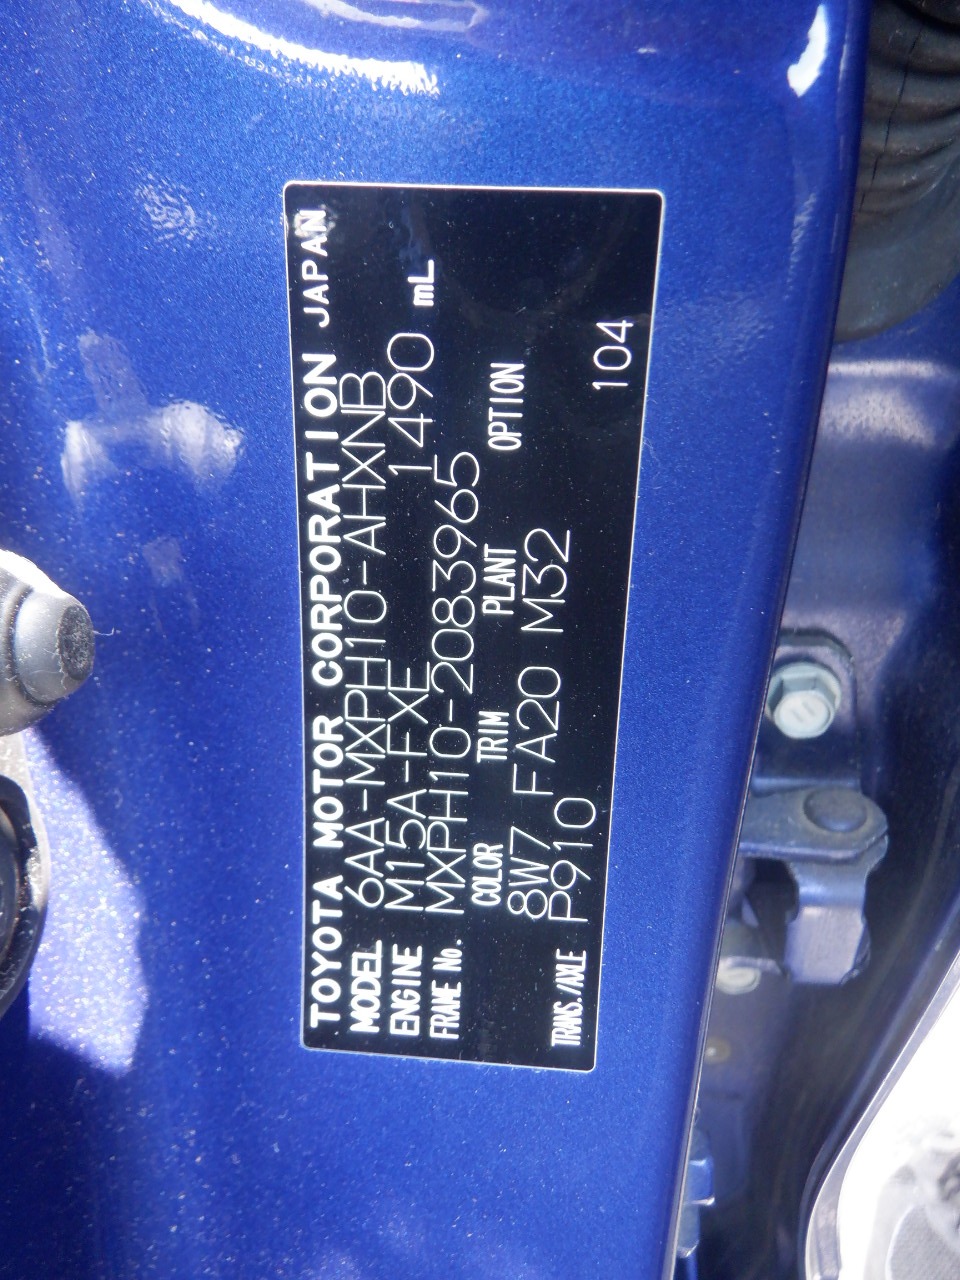 TOYOTA MOTOR CORPORATION JAPAN
MODEL 6AA-MXPH10-AHXNB
ENGINE M15A-FXE 1490 mL
FRAME No. MXPH10-2083965
COLOR TRIM PLANT OPTION
8W7 FA20 M32
TRANS./AXLE P910 104